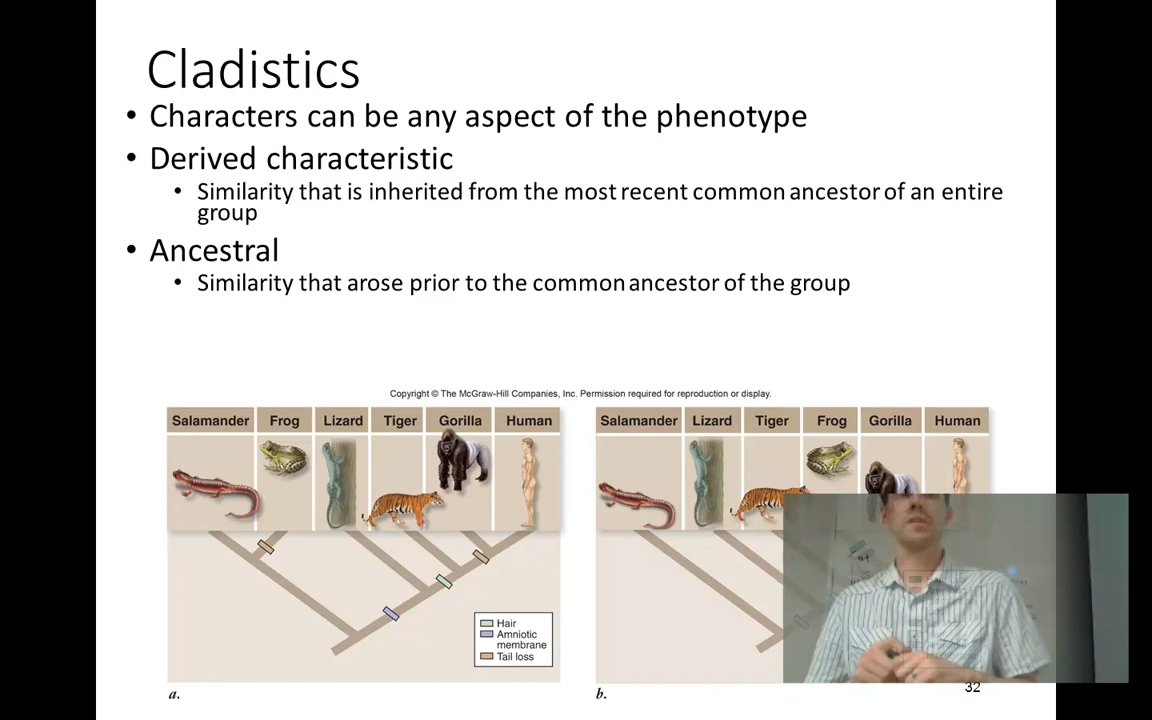 Cladistics
• Characters can be any aspect of the phenotype
• Derived characteristic
• Similarity that is inherited from the most recent common ancestor of an entire
group
• Ancestral
• Similarity that arose prior to the common ancestor of the group
Copyright © The McGraw-Hill Companies, Inc. Permission required for reproduction or display.
Salamander Frog Lizard Tiger Gorilla Human
Salamander Lizard Tiger Frog Gorilla Human
Hair
Amniotic
membrane
Tail loss
a.
b.
32